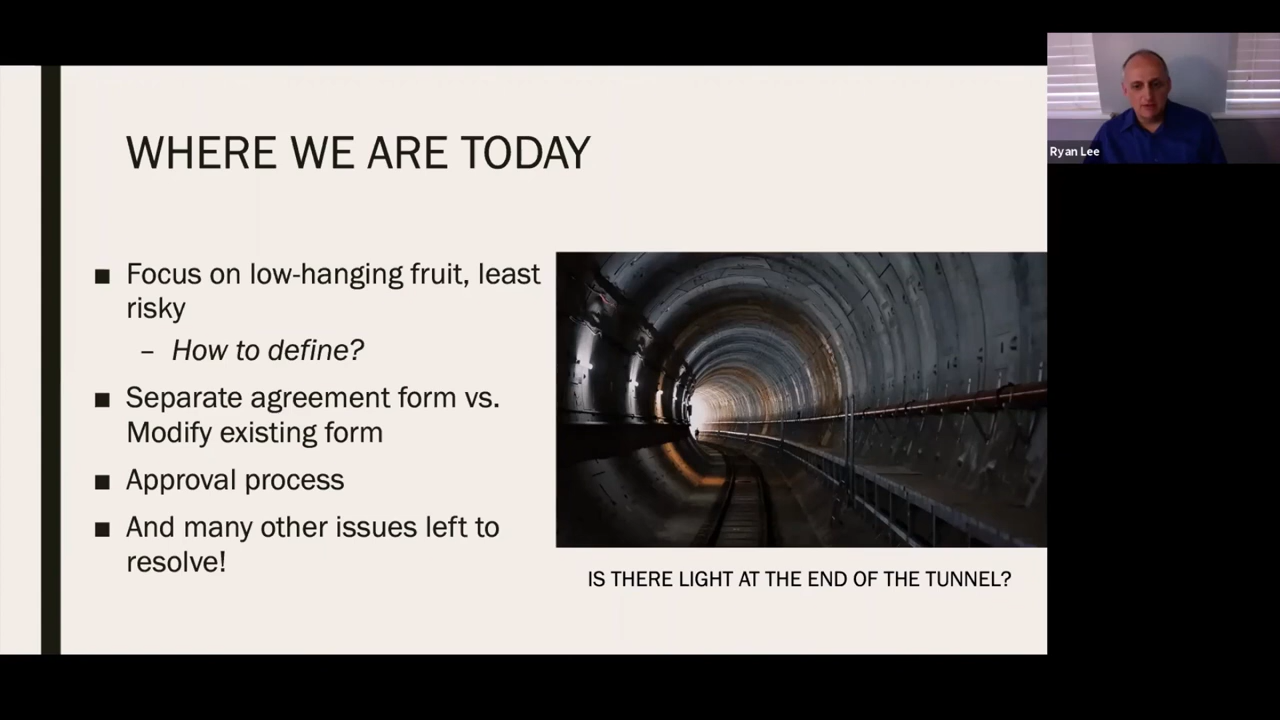 WHERE WE ARE TODAY
■ Focus on low-hanging fruit, least
risky
– How to define?
■ Separate agreement form vs.
Modify existing form
■ Approval process
■ And many other issues left to
resolve!
IS THERE LIGHT AT THE END OF THE TUNNEL?
Ryan Lee